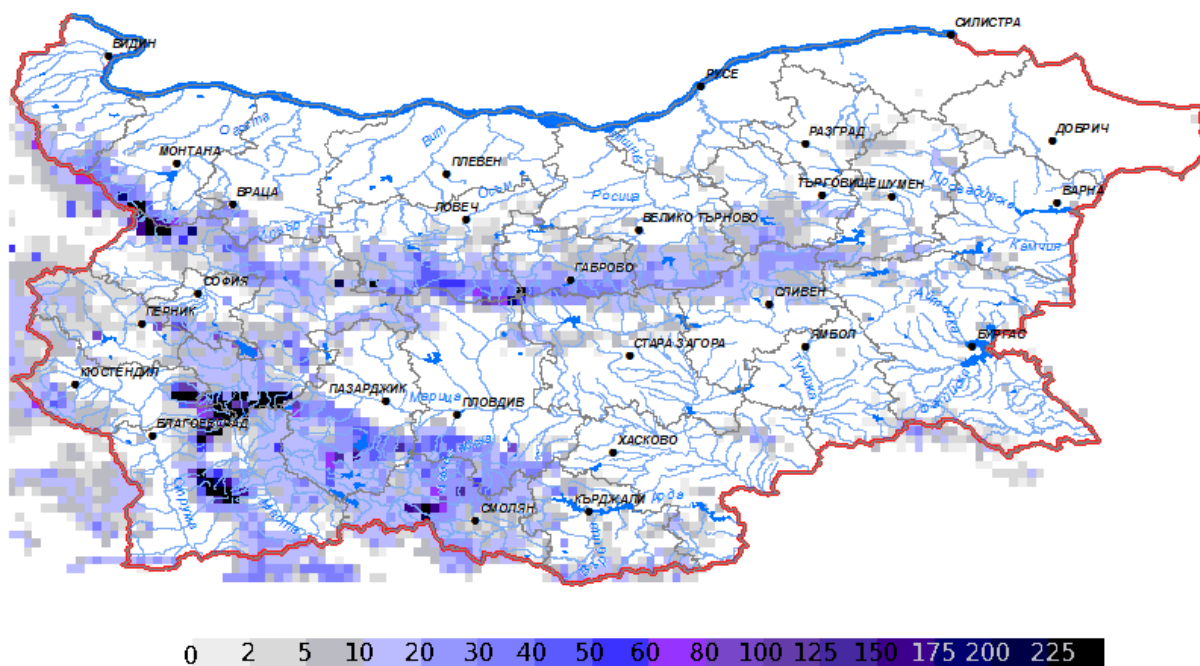 СИЛИСТРА
ВИДИН
РУСЕ
Огоста
РАЗГРАД
ДОБРИЧ
Вит
МОНТАНА
ПЛЕВЕН
Осъм
Росица
ВРАЦА
ТЪРГОВИЩЕ
ШУМЕН
ВАРНА
ЛОВЕЧ
ВЕЛИКО ТЪРНОВО
Камчия
ГАБРОВО
СОФИЯ
СЛИВЕН
ПЕРНИК
ЯМБОЛ
БУРГАС
СТАРА ЗАГОРА
КЮСТЕНДИЛ
ПАЗАРДЖИК
Марица
ПЛОВДИВ
БЛАГОЕВГРАД
ХАСКОВО
КЪРДЖАЛИ
СМОЛЯН
0 2 5 10 20 30 40 50 60 80 100 125 150 175 200 225